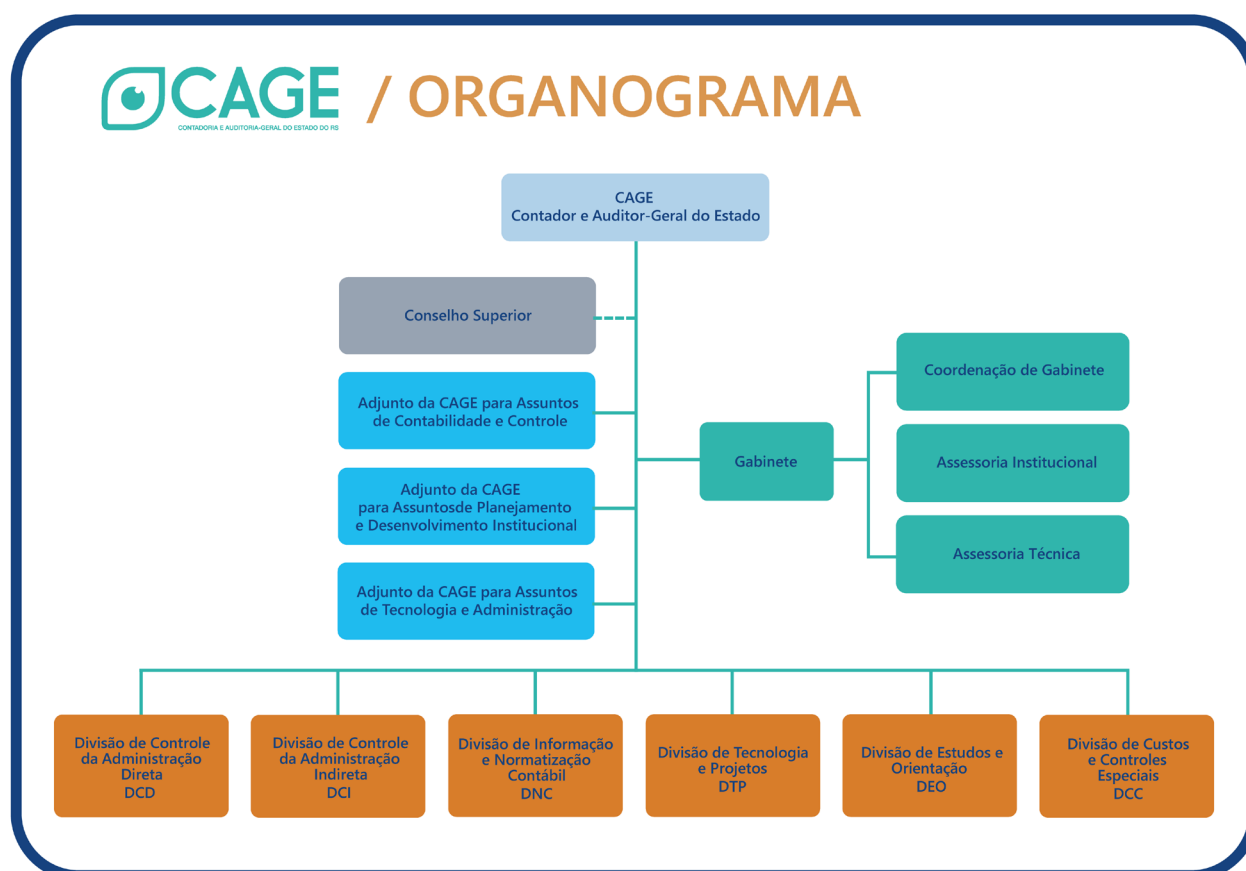 CAGE / ORGANOGRAMA
CONTADORIA E AUDITORIA-GERAL DO ESTADO DO RS
CAGE
Contador e Auditor-Geral do Estado
Conselho Superior
Adjunto da CAGE para Assuntos
de Contabilidade e Controle
Adjunto da CAGE
para Assuntosde Planejamento
e Desenvolvimento Institucional
Adjunto da CAGE para Assuntos
de Tecnologia e Administração
Gabinete
Coordenação de Gabinete
Assessoria Institucional
Assessoria Técnica
Divisão de Controle
da Administração
Direta
DCD
Divisão de Controle
da Administração
Indireta
DCI
Divisão de Informação
e Normatização
Contábil
DNC
Divisão de Tecnologia
e Projetos
DTP
Divisão de Estudos e
Orientação
DEO
Divisão de Custos
e Controles
Especiais
DCC